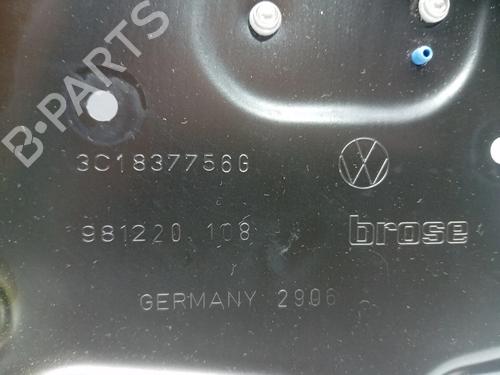 B-PARTS
3C1837756G
981220 108
brose
GERMANY 2906